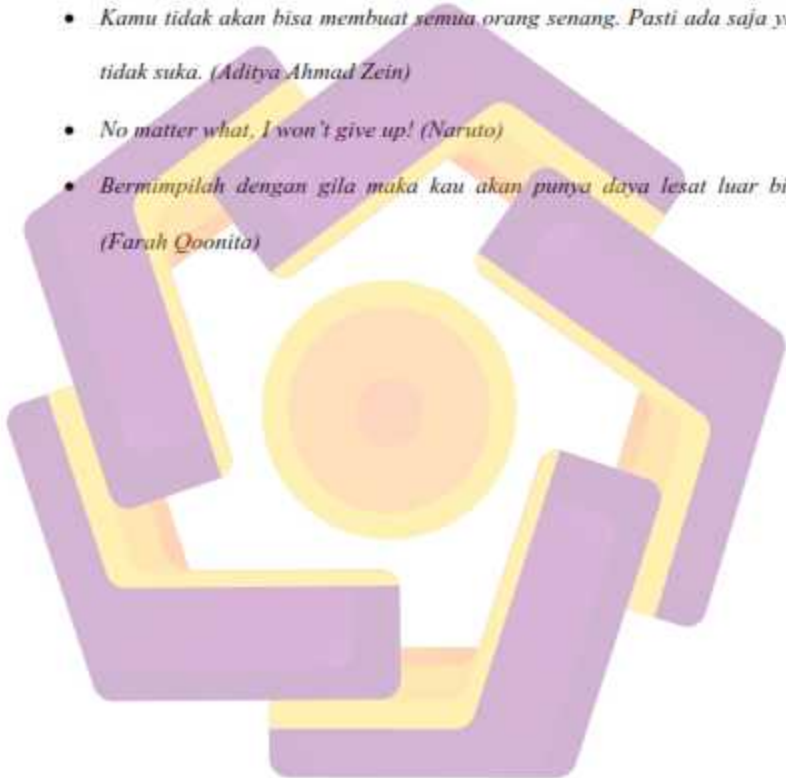 • Kamu tidak akan bisa membuat semua orang senang. Pasti ada saja
tidak suka. (Aditya Ahmad Zein)
• No matter what, I won't give up! (Naruto)
• Bermimpilah dengan gila maka kau akan punya daya lesat luar
(Farah Qoonita)